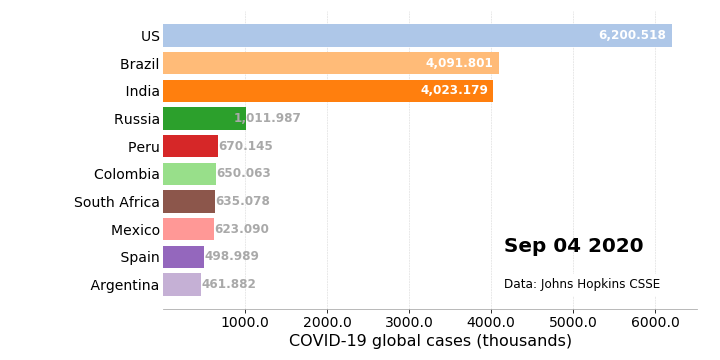 US 6,200.518
Brazil 4,091.801
India 4,023.179
Russia 1,011.987
Peru 670.145
Colombia 650.063
South Africa 635.078
Mexico 623.090
Sep 04 2020
Spain 498.989
Argentina 461.882
Data: Johns Hopkins CSSE
1000.0 2000.0 3000.0 4000.0 5000.0 6000.0
COVID-19 global cases (thousands)